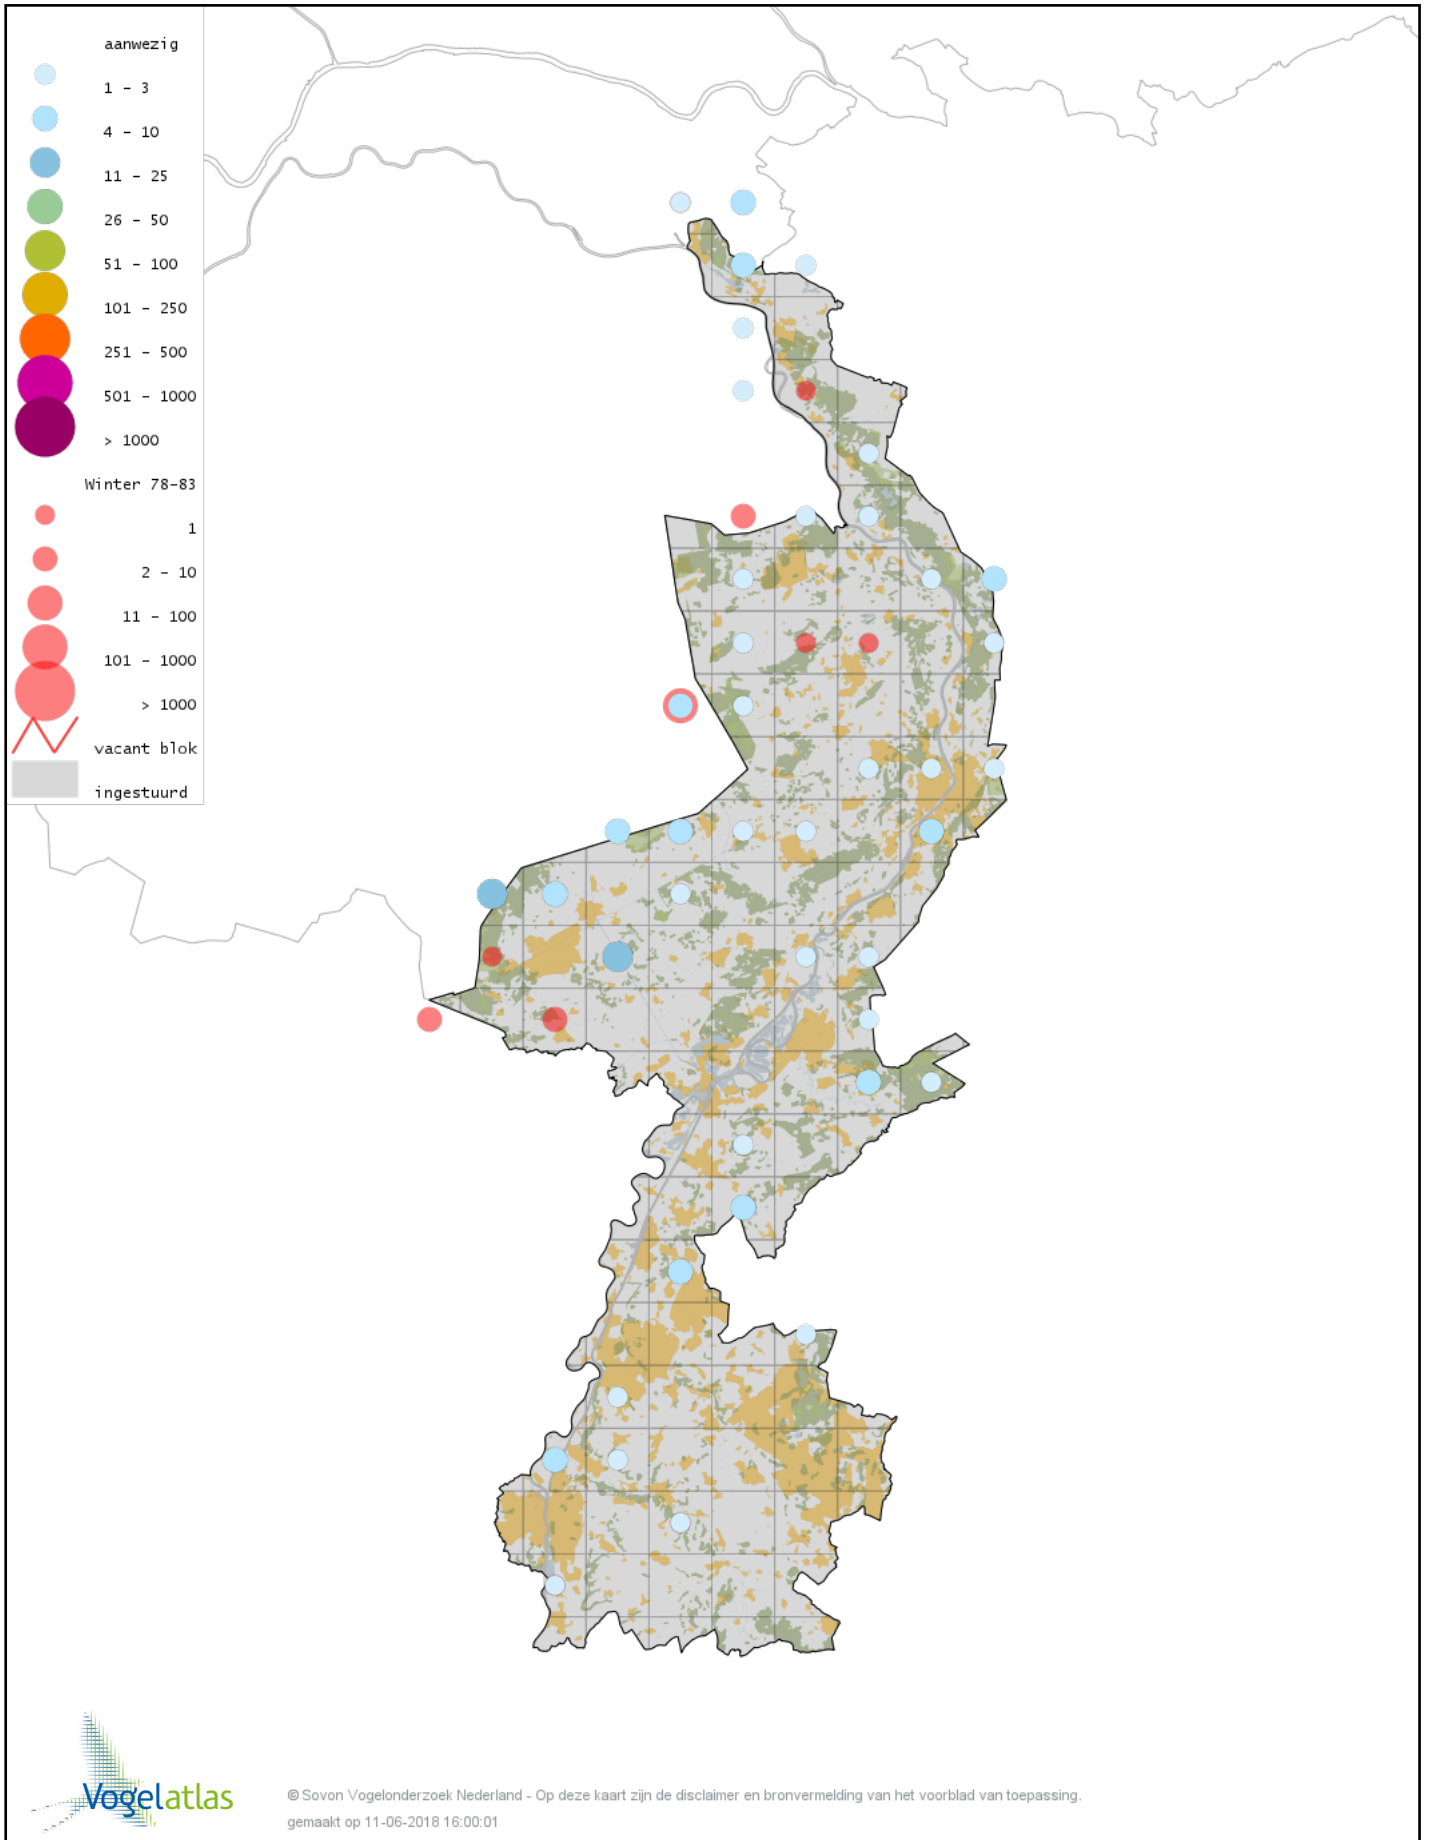 aanwezig
1 – 3
4 – 10
11 – 25
26 – 50
51 – 100
101 – 250
251 – 500
501 – 1000
> 1000
Winter 78-83
1
2 – 10
11 – 100
101 – 1000
> 1000
vacant blok
ingestuurd
Vogelatlas
© Sovon Vogelonderzoek Nederland - Op deze kaart zijn de disclaimer en bronvermelding van het voorblad van toepassing.
gemaakt op 11-06-2018 16:00:01